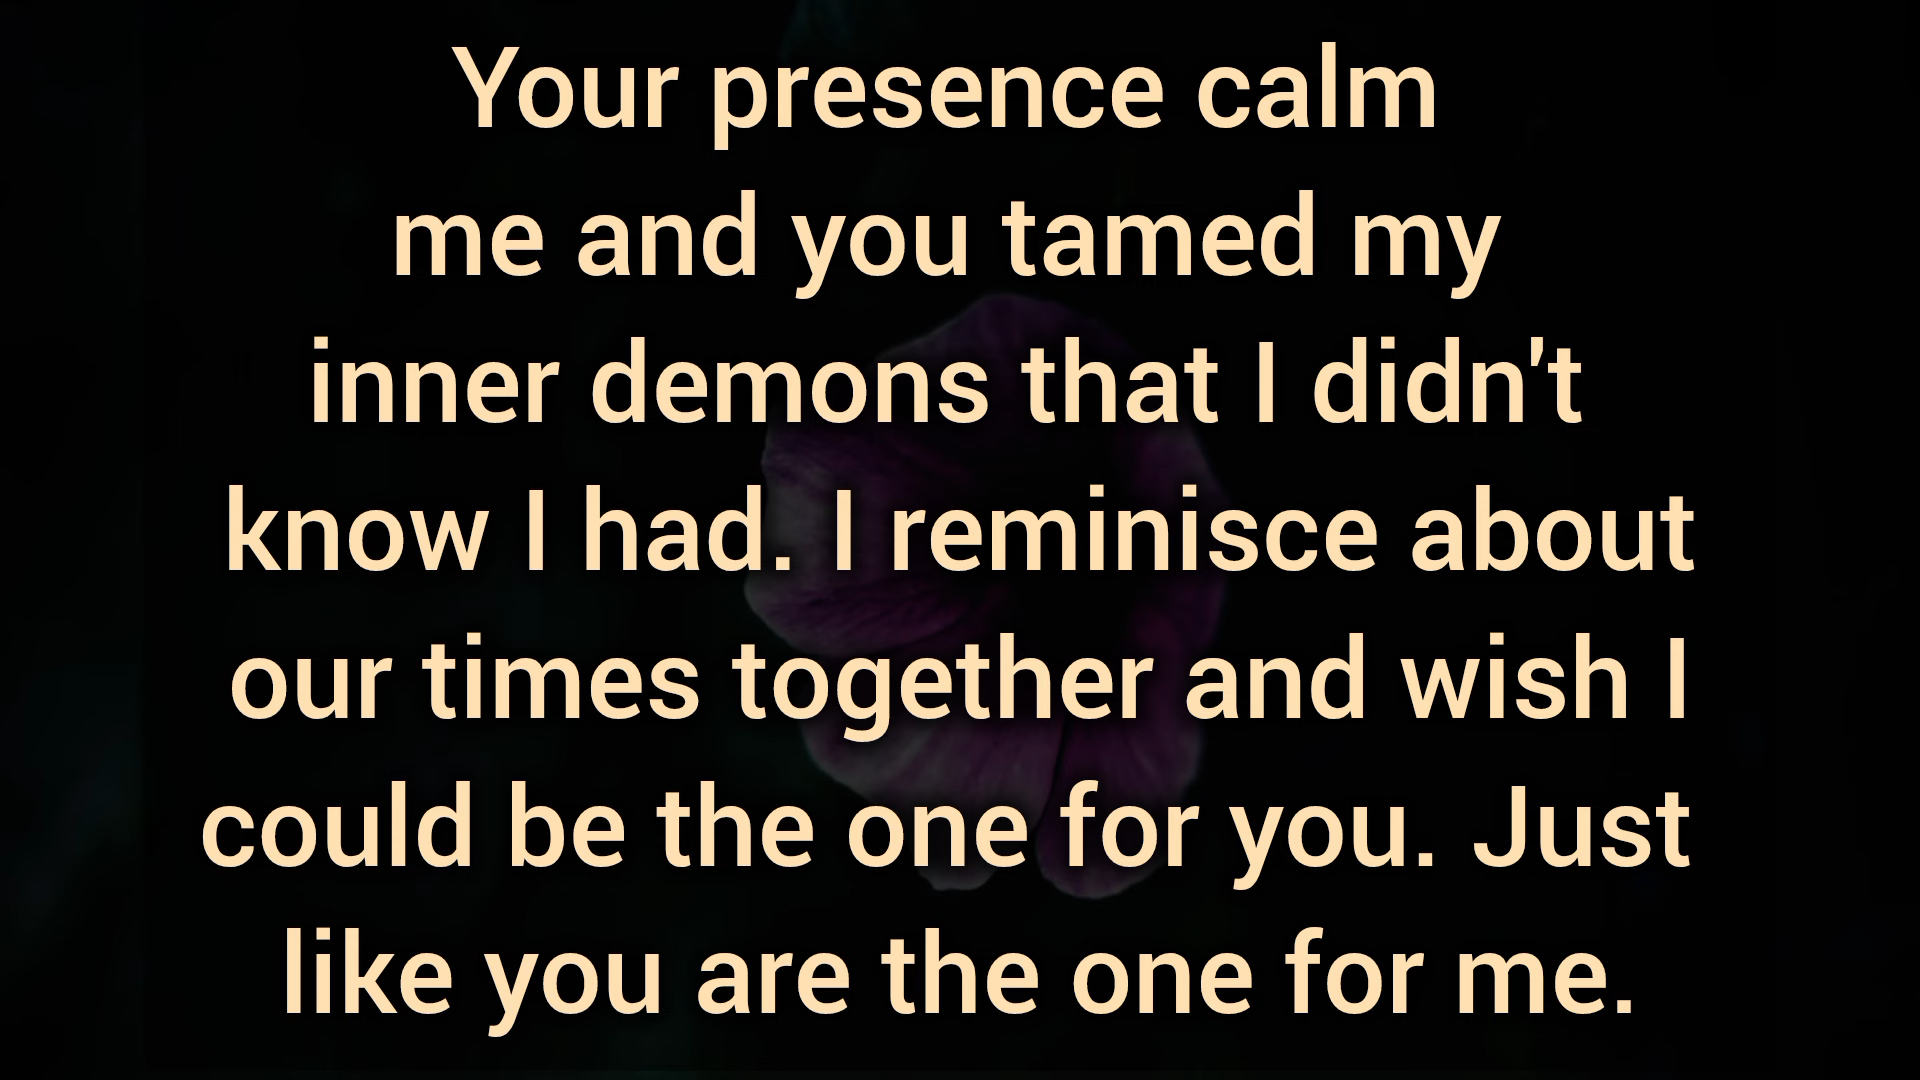 Your presence calm
me and you tamed my
inner demons that I didn't
know I had. I reminisce about
our times together and wish I
could be the one for you. Just
like you are the one for me.